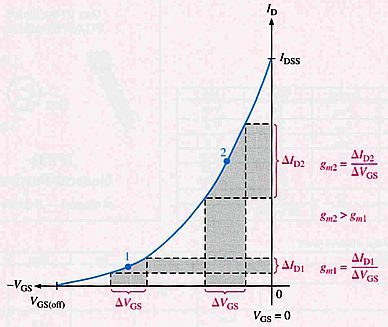 I_D
I_DSS
2
ΔI_D2
g_m2 = ΔI_D2 / ΔV_GS
g_m2 > g_m1
1
ΔI_D1
g_m1 = ΔI_D1 / ΔV_GS
−V_GS
V_GS(off)
ΔV_GS
ΔV_GS
0
V_GS = 0